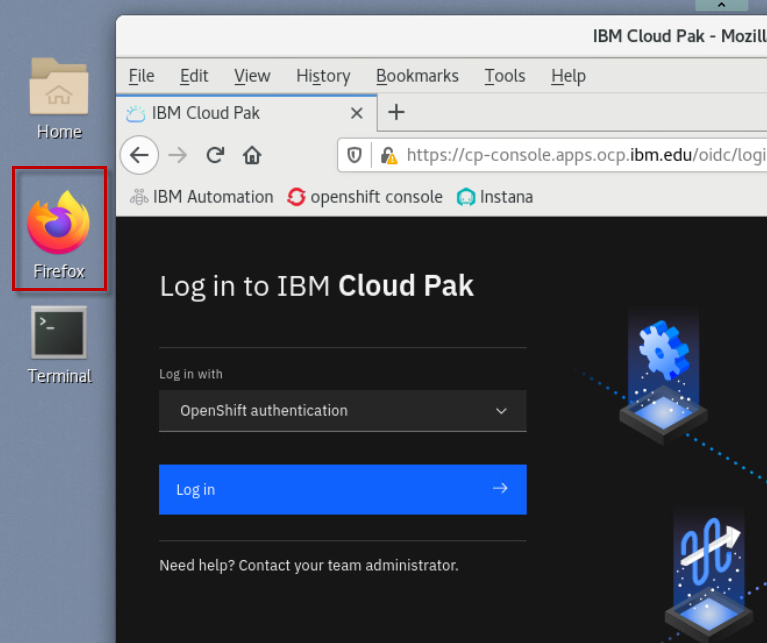 IBM Cloud Pak - Mozill
File Edit View History Bookmarks Tools Help
IBM Cloud Pak
https://cp-console.apps.ocp.ibm.edu/oidc/logi
IBM Automation openshift console Instana
Home
Firefox
>_
Terminal
Log in to IBM Cloud Pak
Log in with
OpenShift authentication
Log in
Need help? Contact your team administrator.